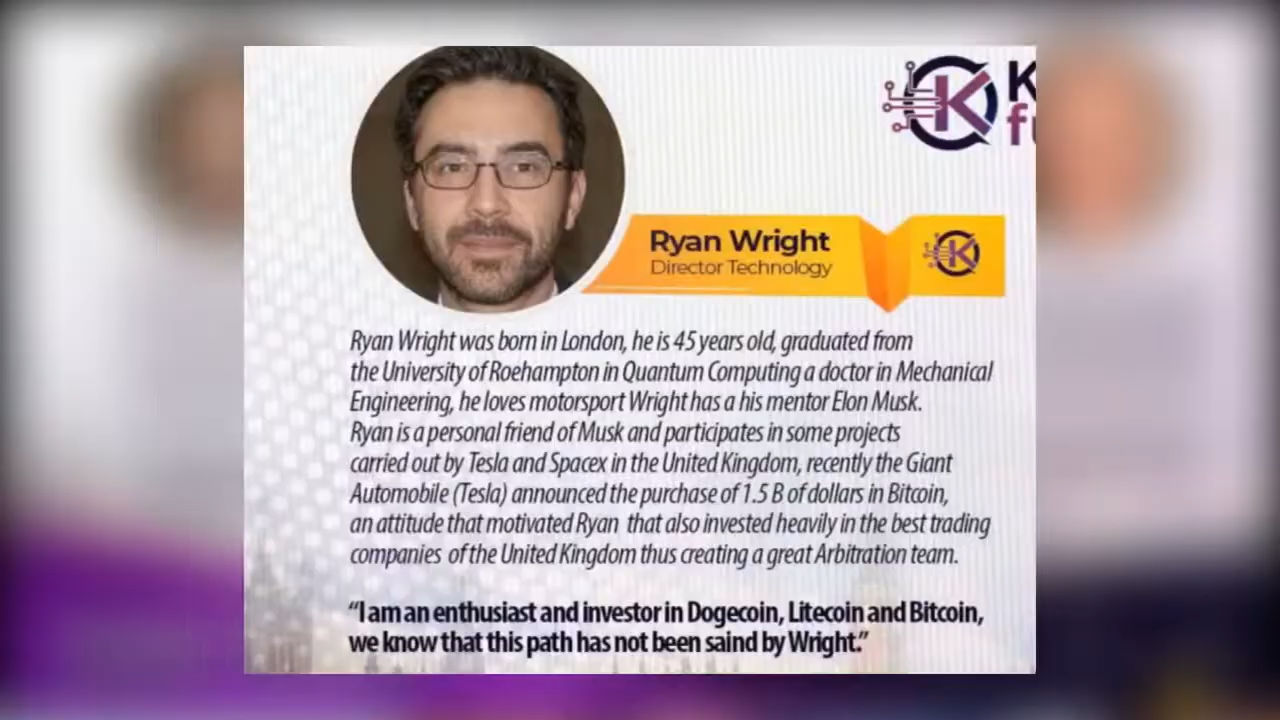 K
Ryan Wright
Director Technology
K
Ryan Wright was born in London, he is 45 years old, graduated from
the University of Roehampton in Quantum Computing a doctor in Mechanical
Engineering, he loves motorsport Wright has a his mentor Elon Musk.
Ryan is a personal friend of Musk and participates in some projects
carried out by Tesla and Spacex in the United Kingdom, recently the Giant
Automobile (Tesla) announced the purchase of 1.5 B of dollars in Bitcoin,
an attitude that motivated Ryan that also invested heavily in the best trading
companies of the United Kingdom thus creating a great Arbitration team.
“I am an enthusiast and investor in Dogecoin, Litecoin and Bitcoin,
we know that this path has not been saind by Wright.”